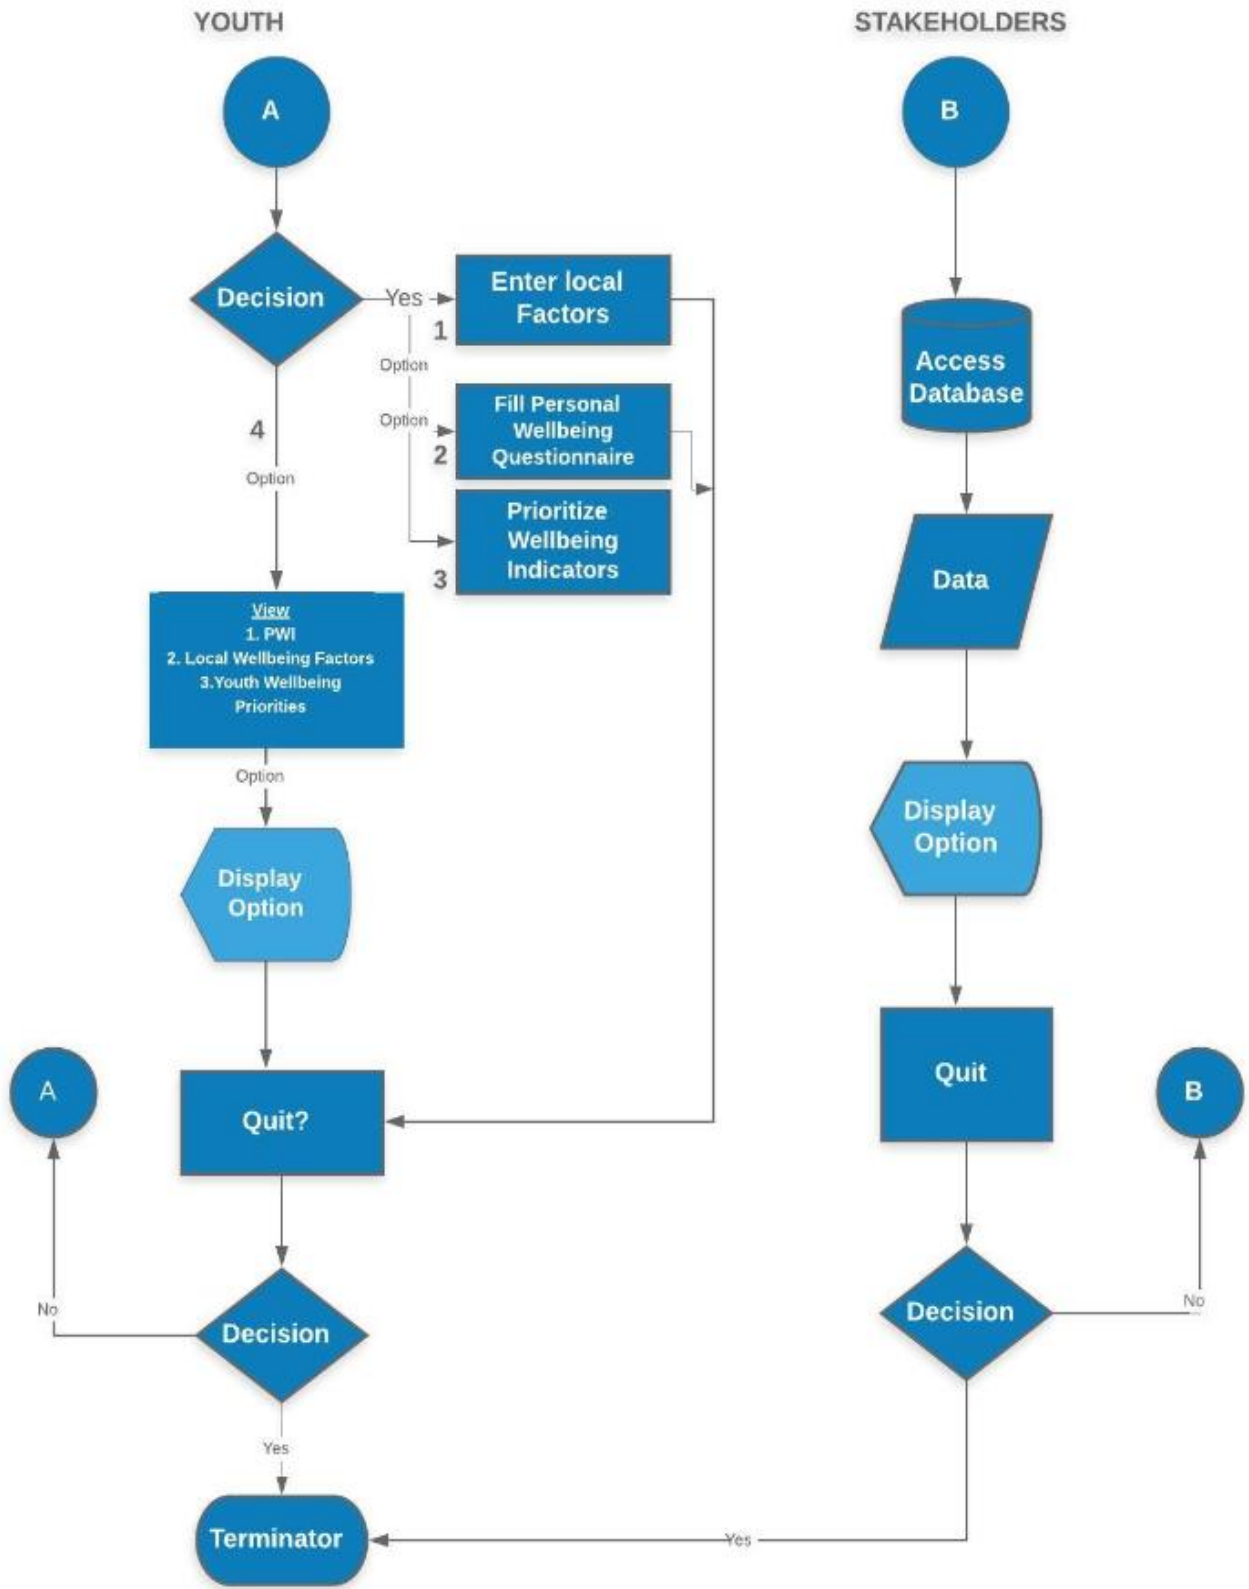 YOUTH
STAKEHOLDERS
A
Decision
Yes
1
Enter local
Factors
Option
Option
2
Fill Personal
Wellbeing
Questionnaire
3
Prioritize
Wellbeing
Indicators
4
Option
View
1. PWI
2. Local Wellbeing Factors
3.Youth Wellbeing
Priorities
Option
Display
Option
Quit?
A
No
Decision
Yes
Terminator
B
Access
Database
Data
Display
Option
Quit
B
No
Decision
Yes